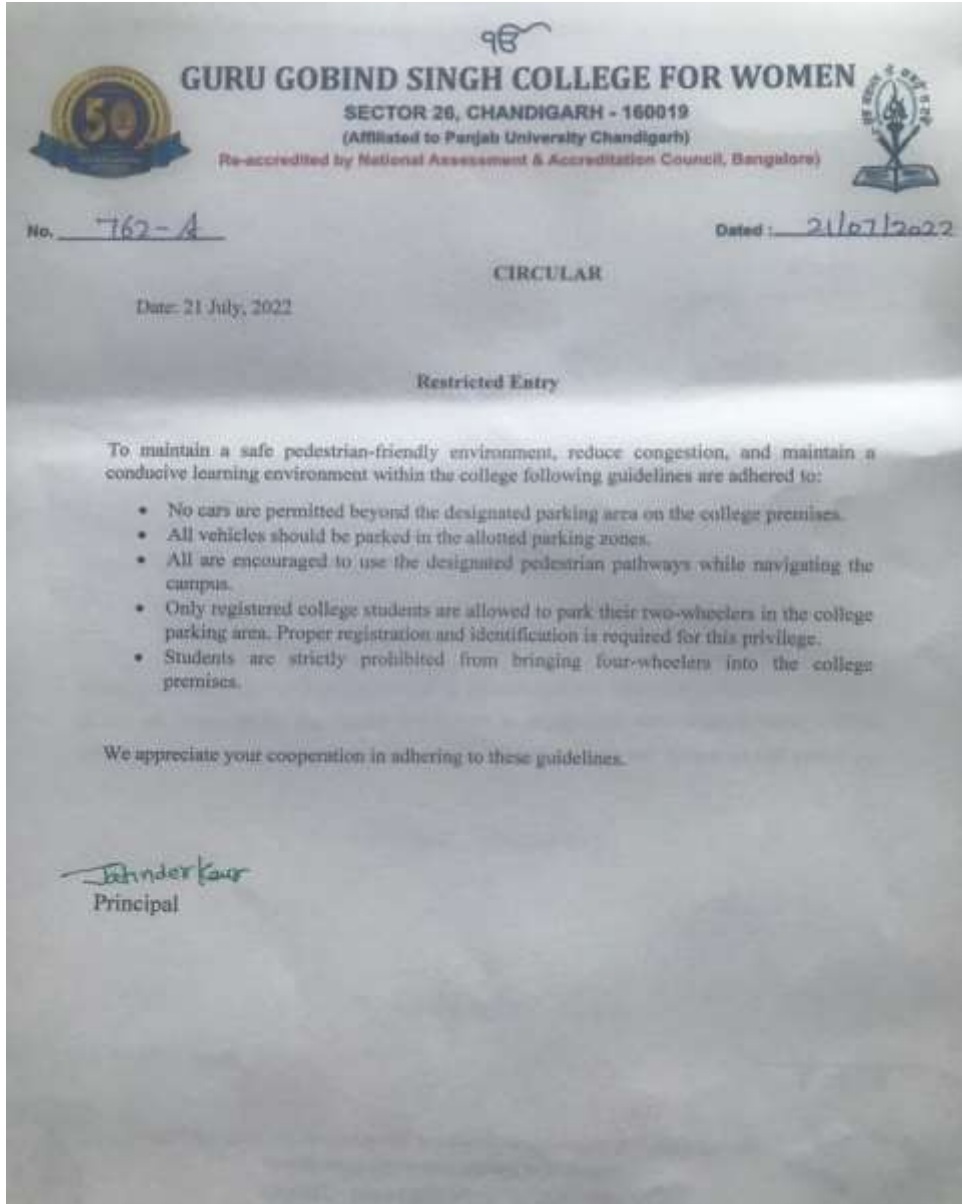 ੴ
GURU GOBIND SINGH COLLEGE FOR WOMEN
SECTOR 26, CHANDIGARH - 160019
(Affiliated to Panjab University Chandigarh)
Re-accredited by National Assessment & Accreditation Council, Bangalore)
50
No. 762-A
Dated : 21/07/2022
CIRCULAR
Date: 21 July, 2022
Restricted Entry
To maintain a safe pedestrian-friendly environment, reduce congestion, and maintain a
conducive learning environment within the college following guidelines are adhered to:
• No cars are permitted beyond the designated parking area on the college premises.
• All vehicles should be parked in the allotted parking zones.
• All are encouraged to use the designated pedestrian pathways while navigating the
campus.
• Only registered college students are allowed to park their two-wheelers in the college
parking area. Proper registration and identification is required for this privilege.
• Students are strictly prohibited from bringing four-wheelers into the college
premises.
We appreciate your cooperation in adhering to these guidelines.
Jatinder Kaur
Principal